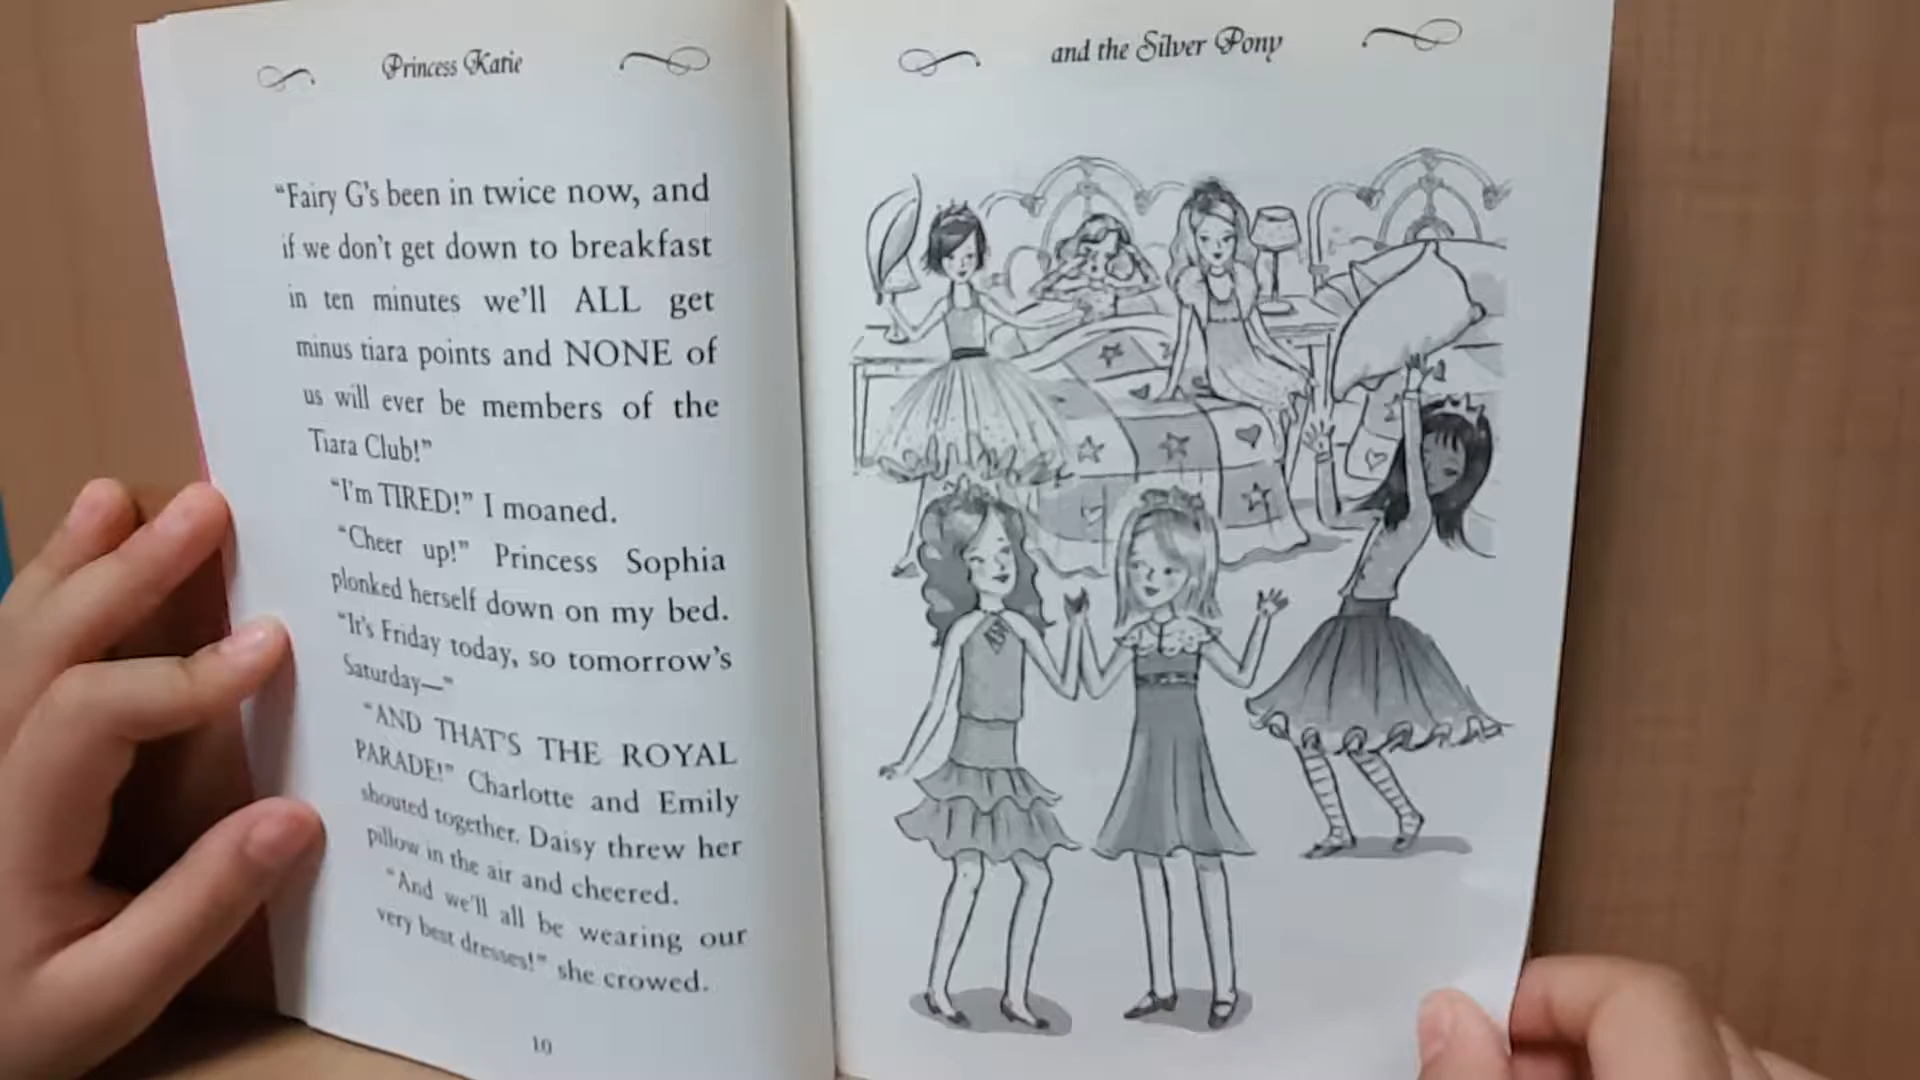 Princess Katie
“Fairy G's been in twice now, and
if we don't get down to breakfast
in ten minutes we'll ALL get
minus tiara points and NONE of
us will ever be members of the
Tiara Club!”
“I'm TIRED!” I moaned.
“Cheer up!” Princess Sophia
plonked herself down on my bed.
“It's Friday today, so tomorrow's
Saturday—”
“AND THAT'S THE ROYAL
PARADE!” Charlotte and Emily
shouted together. Daisy threw her
pillow in the air and cheered.
“And we'll all be wearing our
very best dresses!” she crowed.
10
and the Silver Pony